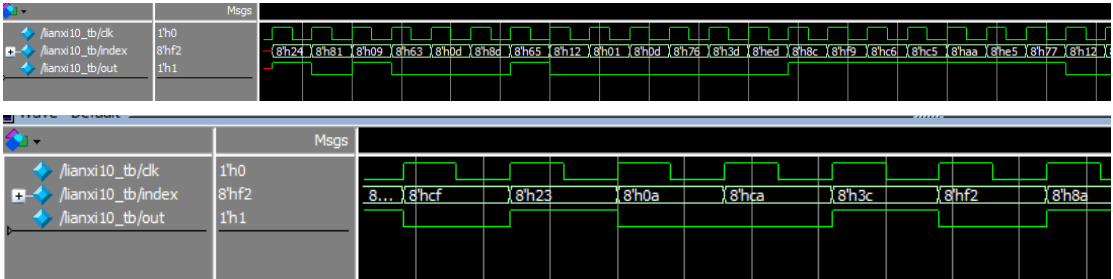 Msgs
/lianxi10_tb/clk 1'h0
/lianxi10_tb/index 8'hf2 8'h24 8'h81 8'h09 8'h63 8'h0d 8'h8d 8'h65 8'h12 8'h01 8'h0d 8'h76 8'h3d 8'hed 8'h8c 8'hf9 8'hc6 8'hc5 8'haa 8'he5 8'h77 8'h12
/lianxi10_tb/out 1'h1
Msgs
/lianxi10_tb/clk 1'h0
/lianxi10_tb/index 8'hf2 8... 8'hcf 8'h23 8'h0a 8'hca 8'h3c 8'hf2 8'h8a
/lianxi10_tb/out 1'h1